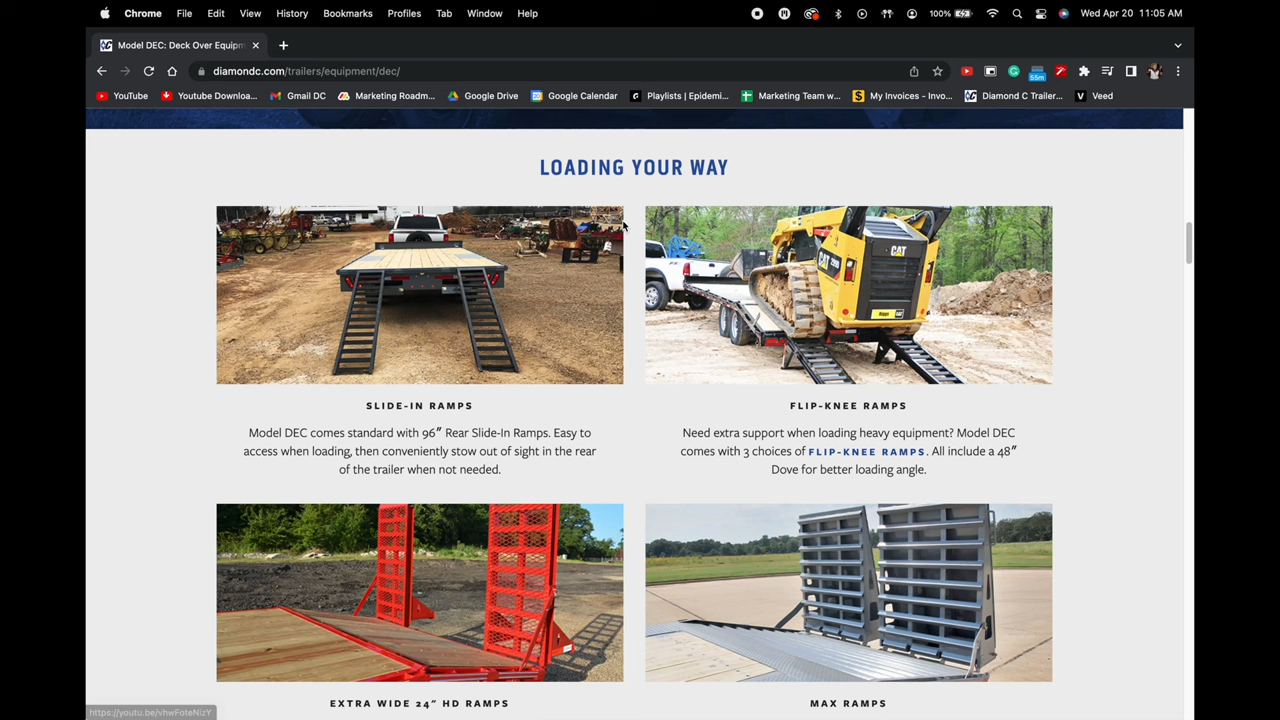 Chrome File Edit View History Bookmarks Profiles Tab Window Help 100% Wed Apr 20 11:05 AM
Model DEC: Deck Over Equipm
diamondc.com/trailers/equipment/dec/ 55m
YouTube Youtube Downloa... Gmail DC Marketing Roadm... Google Drive Google Calendar Playlists | Epidemi... Marketing Team w... My Invoices - Invo... Diamond C Trailer... Veed
LOADING YOUR WAY
CAT
CAT
SLIDE-IN RAMPS
Model DEC comes standard with 96″ Rear Slide-In Ramps. Easy to
access when loading, then conveniently stow out of sight in the rear
of the trailer when not needed.
FLIP-KNEE RAMPS
Need extra support when loading heavy equipment? Model DEC
comes with 3 choices of FLIP-KNEE RAMPS. All include a 48″
Dove for better loading angle.
EXTRA WIDE 24″ HD RAMPS
MAX RAMPS
https://youtu.be/vhwFoteNizY